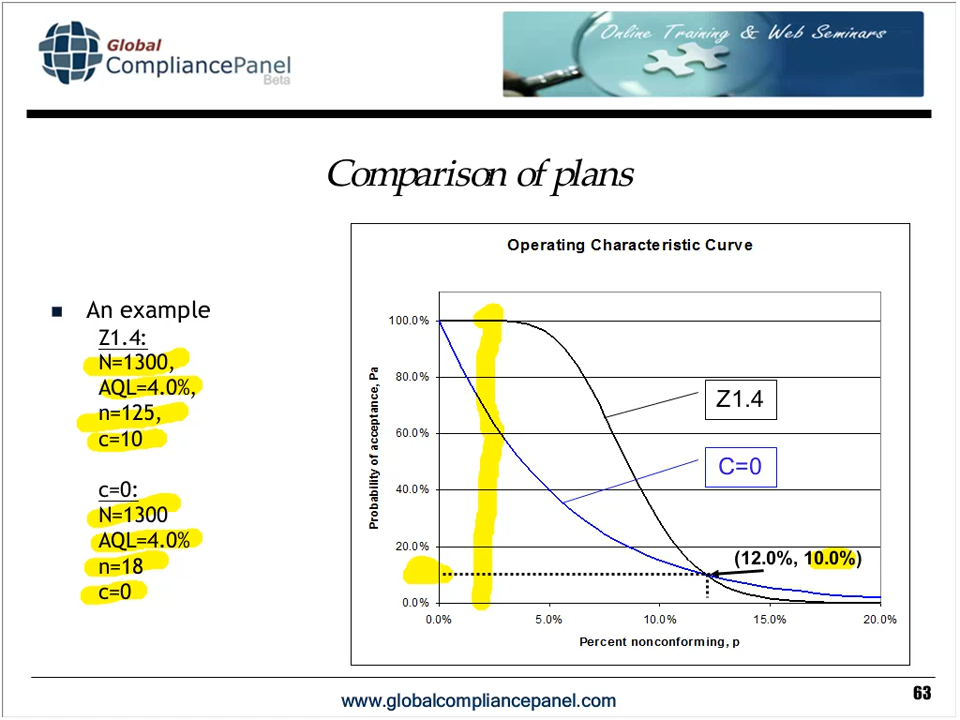 Global
CompliancePanel
Beta
Online Training & Web Seminars
Comparison of plans
An example
Z1.4:
N=1300,
AQL=4.0%,
n=125,
c=10
c=0:
N=1300
AQL=4.0%
n=18
c=0
Operating Characteristic Curve
Probability of acceptance, Pa
100.0%
80.0%
60.0%
40.0%
20.0%
0.0%
Z1.4
C=0
(12.0%, 10.0%)
0.0% 5.0% 10.0% 15.0% 20.0%
Percent nonconforming, p
www.globalcompliancepanel.com
63